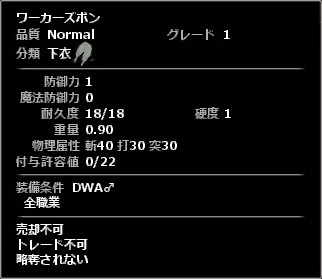 ワーカーズボン
品質 Normal グレード 1
分類 下衣
防御力 1
魔法防御力 0
耐久度 18/18 硬度 1
重量 0.90
物理属性 斬40 打30 突30
付与許容値 0/22
装備条件 DWA♂
全職業
売却不可
トレード不可
略奪されない